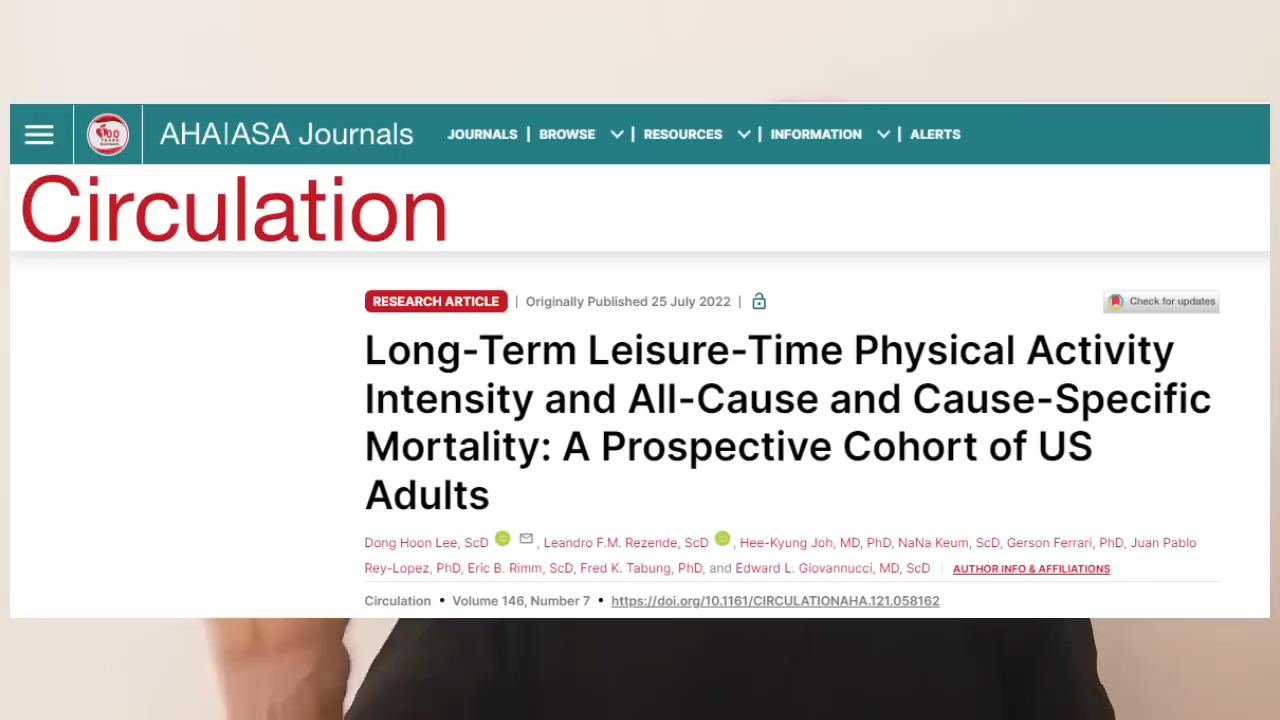 AHA|ASA Journals JOURNALS | BROWSE | RESOURCES | INFORMATION | ALERTS
Circulation
RESEARCH ARTICLE | Originally Published 25 July 2022 | Check for updates
Long-Term Leisure-Time Physical Activity
Intensity and All-Cause and Cause-Specific
Mortality: A Prospective Cohort of US
Adults
Dong Hoon Lee, ScD, Leandro F.M. Rezende, ScD, Hee-Kyung Joh, MD, PhD, NaNa Keum, ScD, Gerson Ferrari, PhD, Juan Pablo
Rey-Lopez, PhD, Eric B. Rimm, ScD, Fred K. Tabung, PhD, and Edward L. Giovannucci, MD, ScD | AUTHOR INFO & AFFILIATIONS
Circulation • Volume 146, Number 7 • https://doi.org/10.1161/CIRCULATIONAHA.121.058162